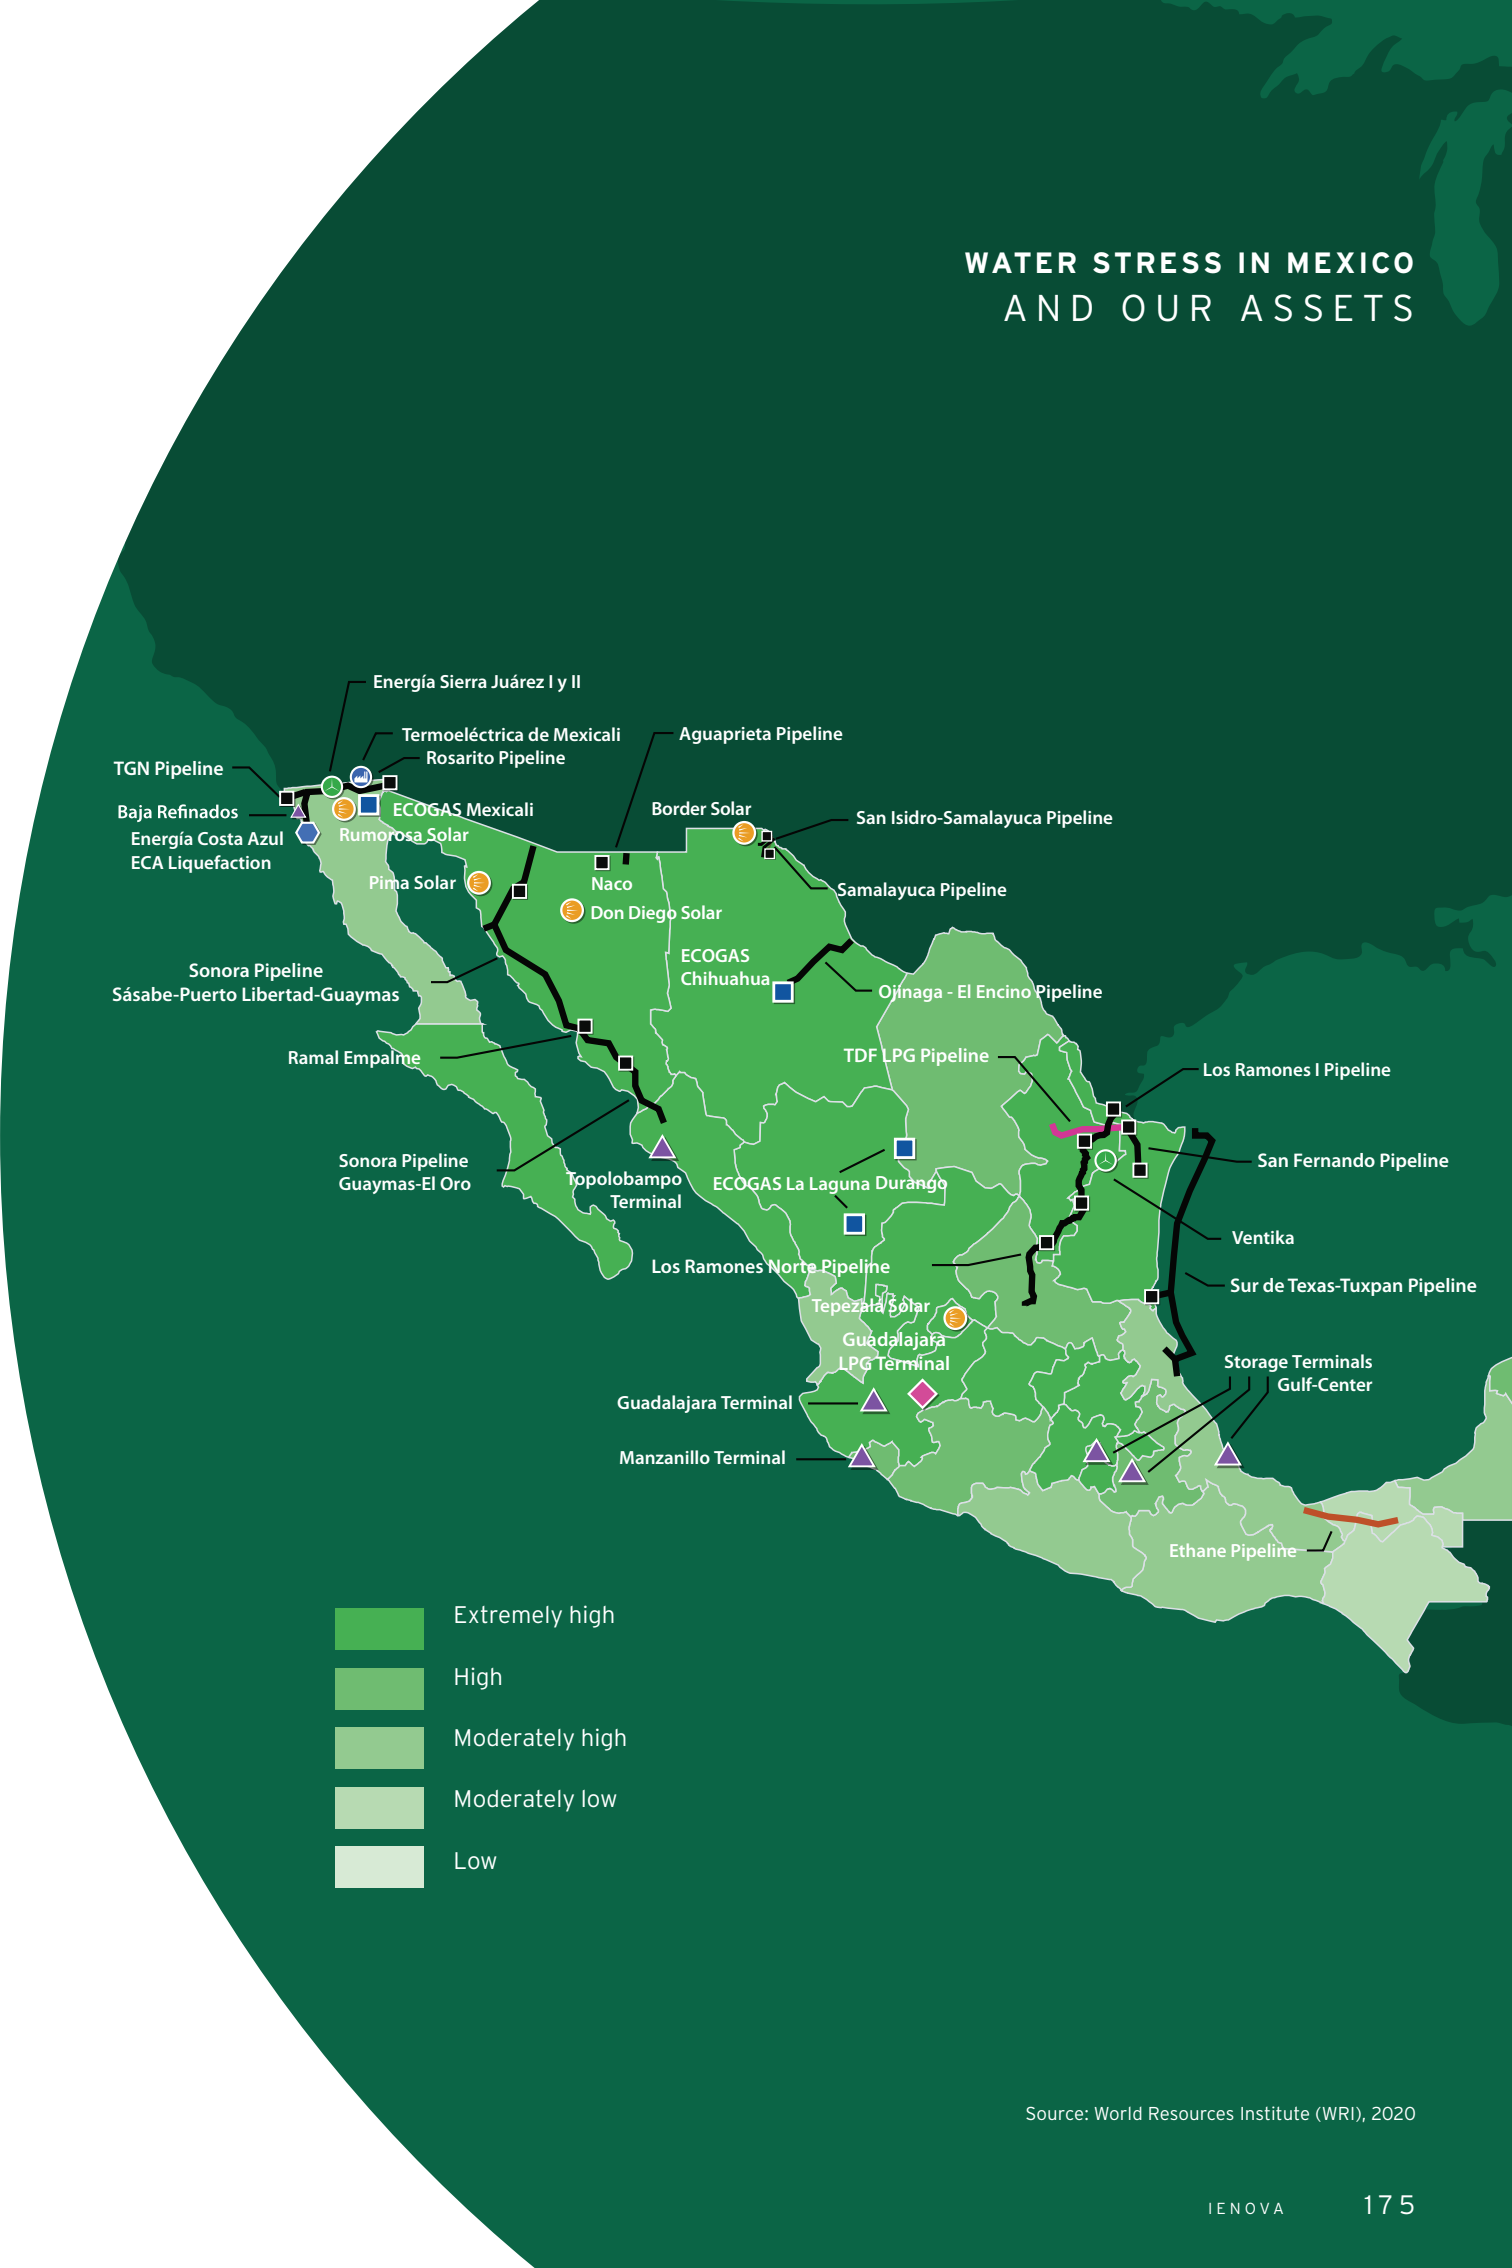 WATER STRESS IN MEXICO
AND OUR ASSETS
Energía Sierra Juárez I y II
Termoeléctrica de Mexicali
Rosarito Pipeline
Aguaprieta Pipeline
TGN Pipeline
Baja Refinados
ECOGAS Mexicali
Energía Costa Azul
ECA Liquefaction
Rumorosa Solar
Border Solar
San Isidro-Samalayuca Pipeline
Pima Solar
Naco
Samalayuca Pipeline
Don Diego Solar
ECOGAS
Chihuahua
Sonora Pipeline
Sásabe-Puerto Libertad-Guaymas
Ojinaga - El Encino Pipeline
Ramal Empalme
TDF LPG Pipeline
Los Ramones I Pipeline
Sonora Pipeline
Guaymas-El Oro
San Fernando Pipeline
Topolobampo
Terminal
ECOGAS La Laguna Durango
Ventika
Los Ramones Norte Pipeline
Sur de Texas-Tuxpan Pipeline
Tepezalá Solar
Guadalajara
LPG Terminal
Storage Terminals
Gulf-Center
Guadalajara Terminal
Manzanillo Terminal
Ethane Pipeline
Extremely high
High
Moderately high
Moderately low
Low
Source: World Resources Institute (WRI), 2020
IENOVA 175